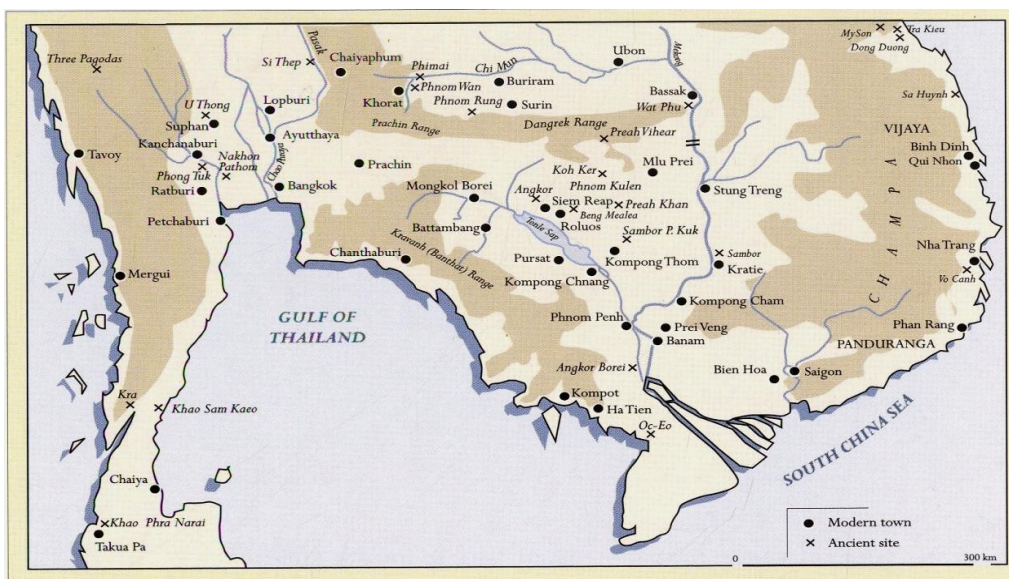 MySon
Tra Kieu
Dong Duong
Three Pagodas
Pasak
Si Thep
Chaiyaphum
Phimai
Chi Mun
Ubon
Mekong
Khorat
Phnom Wan
Buriram
Phnom Rung
Surin
Bassak
Wat Phu
Sa Huynh
U Thong
Suphan
Lopburi
Prachin Range
Dangrek Range
Preah Vihear
VIJAYA
Kanchanaburi
Ayutthaya
Binh Dinh
Qui Nhon
Tavoy
Nakhon
Pathom
Phong Tuk
Chao Phraya
Prachin
Koh Ker
Mlu Prei
Phnom Kulen
Ratburi
Bangkok
Mongkol Borei
Angkor
Siem Reap
Preah Khan
Stung Treng
Roluos
Beng Mealea
CHAMPA
Petchaburi
Battambang
Tonle Sap
Sambor P. Kuk
Chanthaburi
Kravanh (Banthat) Range
Pursat
Kompong Thom
Sambor
Kratie
Nha Trang
Vo Canh
Mergui
Kompong Chnang
Kompong Cham
GULF OF
THAILAND
Phnom Penh
Prei Veng
Banam
Phan Rang
PANDURANGA
Angkor Borei
Bien Hoa
Saigon
Kra
Khao Sam Kaeo
Kompot
Ha Tien
Oc-Eo
SOUTH CHINA SEA
Chaiya
Khao Phra Narai
Takua Pa
Modern town
Ancient site
0
300 km